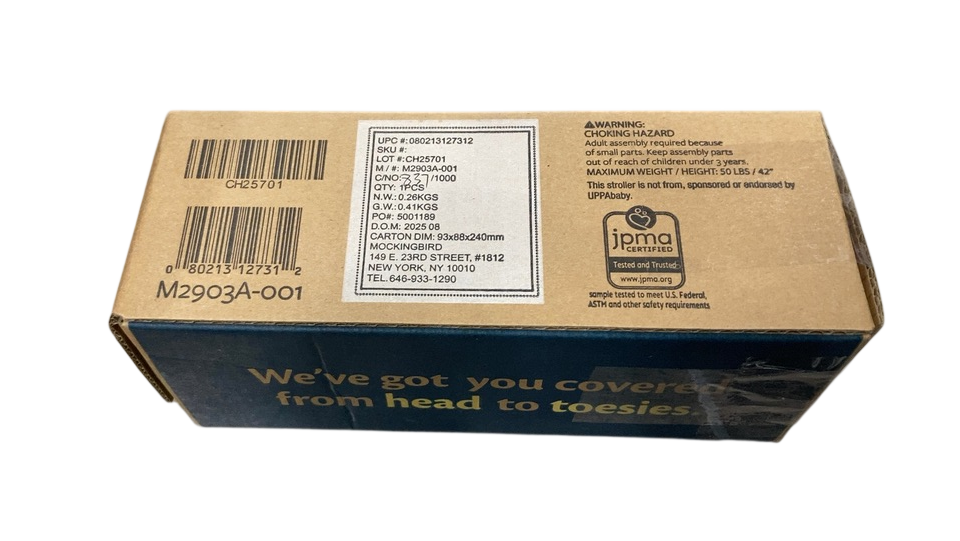 CH25701
0 80213 12731 2
M2903A-001
UPC #:080213127312
SKU #:
LOT #:CH25701
M / #: M2903A-001
C/NO:337/1000
QTY: 1PCS
N.W.: 0.26KGS
G.W.: 0.41KGS
PO#: 5001189
D.O.M: 2025 08
CARTON DIM: 93x88x240mm
MOCKINGBIRD
149 E. 23RD STREET, #1812
NEW YORK, NY 10010
TEL.646-933-1290
⚠WARNING:
CHOKING HAZARD
Adult assembly required because
of small parts. Keep assembly parts
out of reach of children under 3 years.
MAXIMUM WEIGHT / HEIGHT: 50 LBS / 42"
This stroller is not from, sponsored or endorsed by
UPPAbaby.
jpma
CERTIFIED
Tested and Trusted
www.jpma.org
sample tested to meet U.S. Federal,
ASTM and other safety requirements
We've got you covered
from head to toesies.